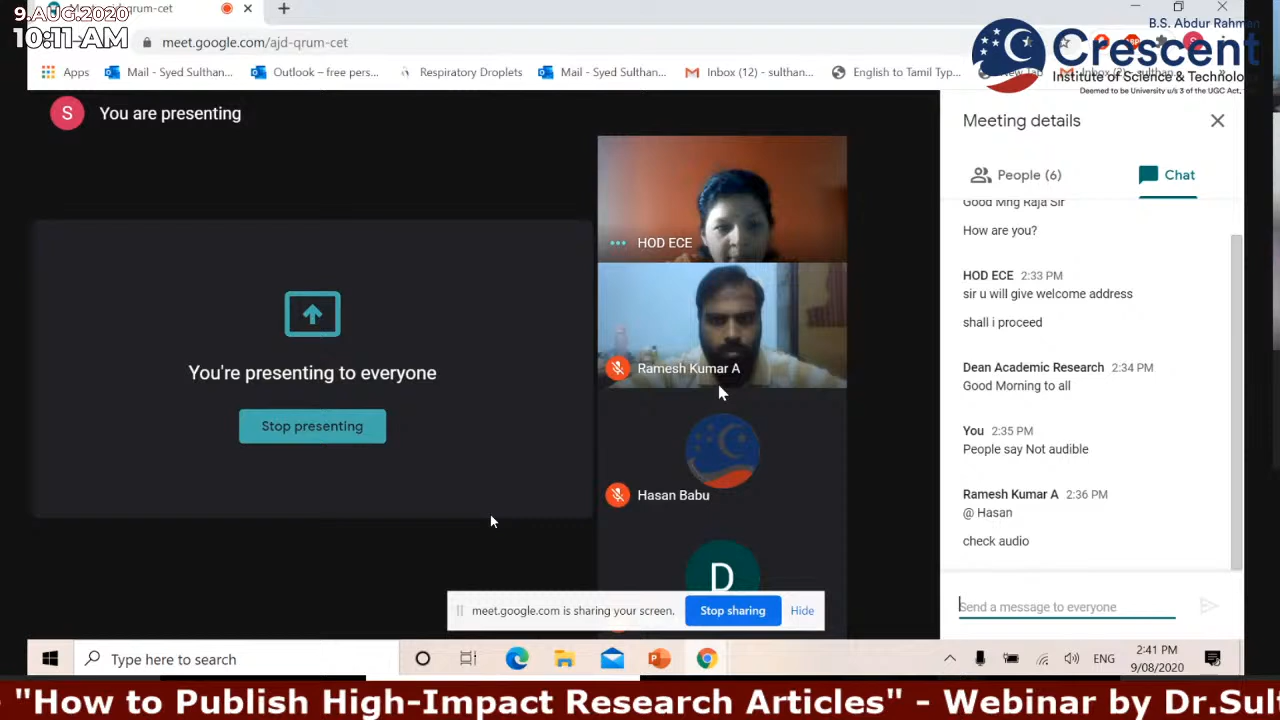 9.AUG.2020
10:11 AM
qrum-cet
meet.google.com/ajd-qrum-cet
B.S. Abdur Rahman
Crescent
Institute of Science & Technology
Deemed to be University u/s 3 of the UGC Act,
Apps
Mail - Syed Sulthan...
Outlook – free pers...
Respiratory Droplets
Mail - Syed Sulthan...
Inbox (12) - sulthan...
English to Tamil Typ...
S
You are presenting
You're presenting to everyone
Stop presenting
HOD ECE
Ramesh Kumar A
Hasan Babu
D
Meeting details
People (6)
Chat
Good Mng Raja Sir
How are you?
HOD ECE 2:33 PM
sir u will give welcome address
shall i proceed
Dean Academic Research 2:34 PM
Good Morning to all
You 2:35 PM
People say Not audible
Ramesh Kumar A 2:36 PM
@ Hasan
check audio
Send a message to everyone
meet.google.com is sharing your screen.
Stop sharing
Hide
Type here to search
ENG
2:41 PM
9/08/2020
"How to Publish High-Impact Research Articles" - Webinar by Dr.Sul